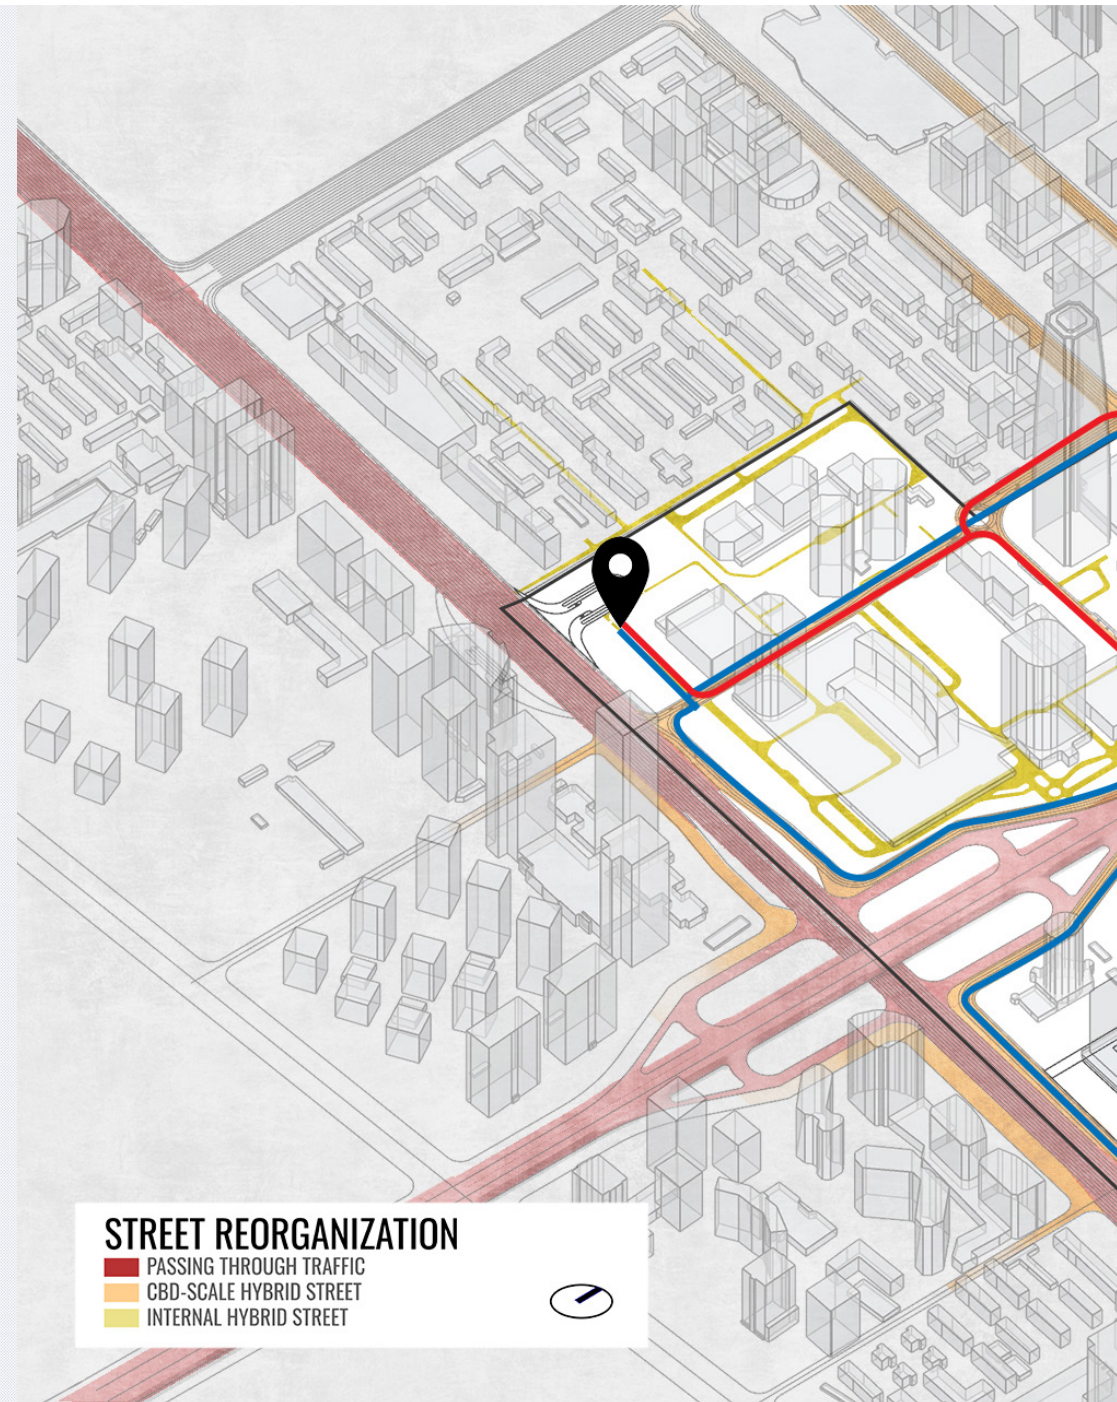 STREET REORGANIZATION
PASSING THROUGH TRAFFIC
CBD-SCALE HYBRID STREET
INTERNAL HYBRID STREET